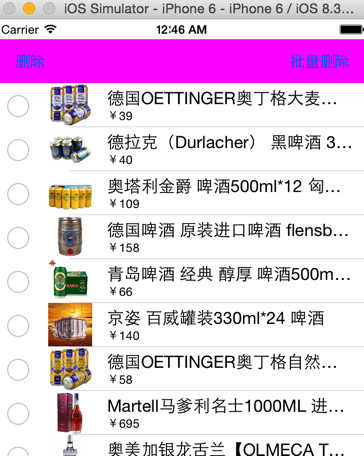 iOS Simulator - iPhone 6 - iPhone 6 / iOS 8.3...
Carrier 12:46 AM
删除 批量删除
德国OETTINGER奥丁格大麦...
￥39
德拉克（Durlacher） 黑啤酒 3...
￥40
奥塔利金爵 啤酒500ml*12 匈...
￥109
德国啤酒 原装进口啤酒 flensb...
￥158
青岛啤酒 经典 醇厚 啤酒500m...
￥66
京姿 百威罐装330ml*24 啤酒
￥140
德国OETTINGER奥丁格自然...
￥58
Martell马爹利名士1000ML 进...
￥695
奥美加银龙舌兰【OLMECA T...